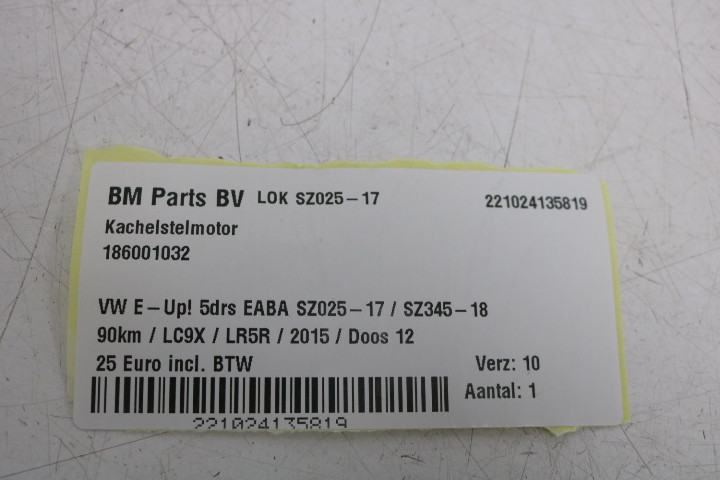 BM Parts BV LOK SZ025-17 221024135819
Kachelstelmotor
186001032
VW E-Up! 5drs EABA SZ025-17 / SZ345-18
90km / LC9X / LR5R / 2015 / Doos 12
25 Euro incl. BTW Verz: 10
Aantal: 1
221024135819